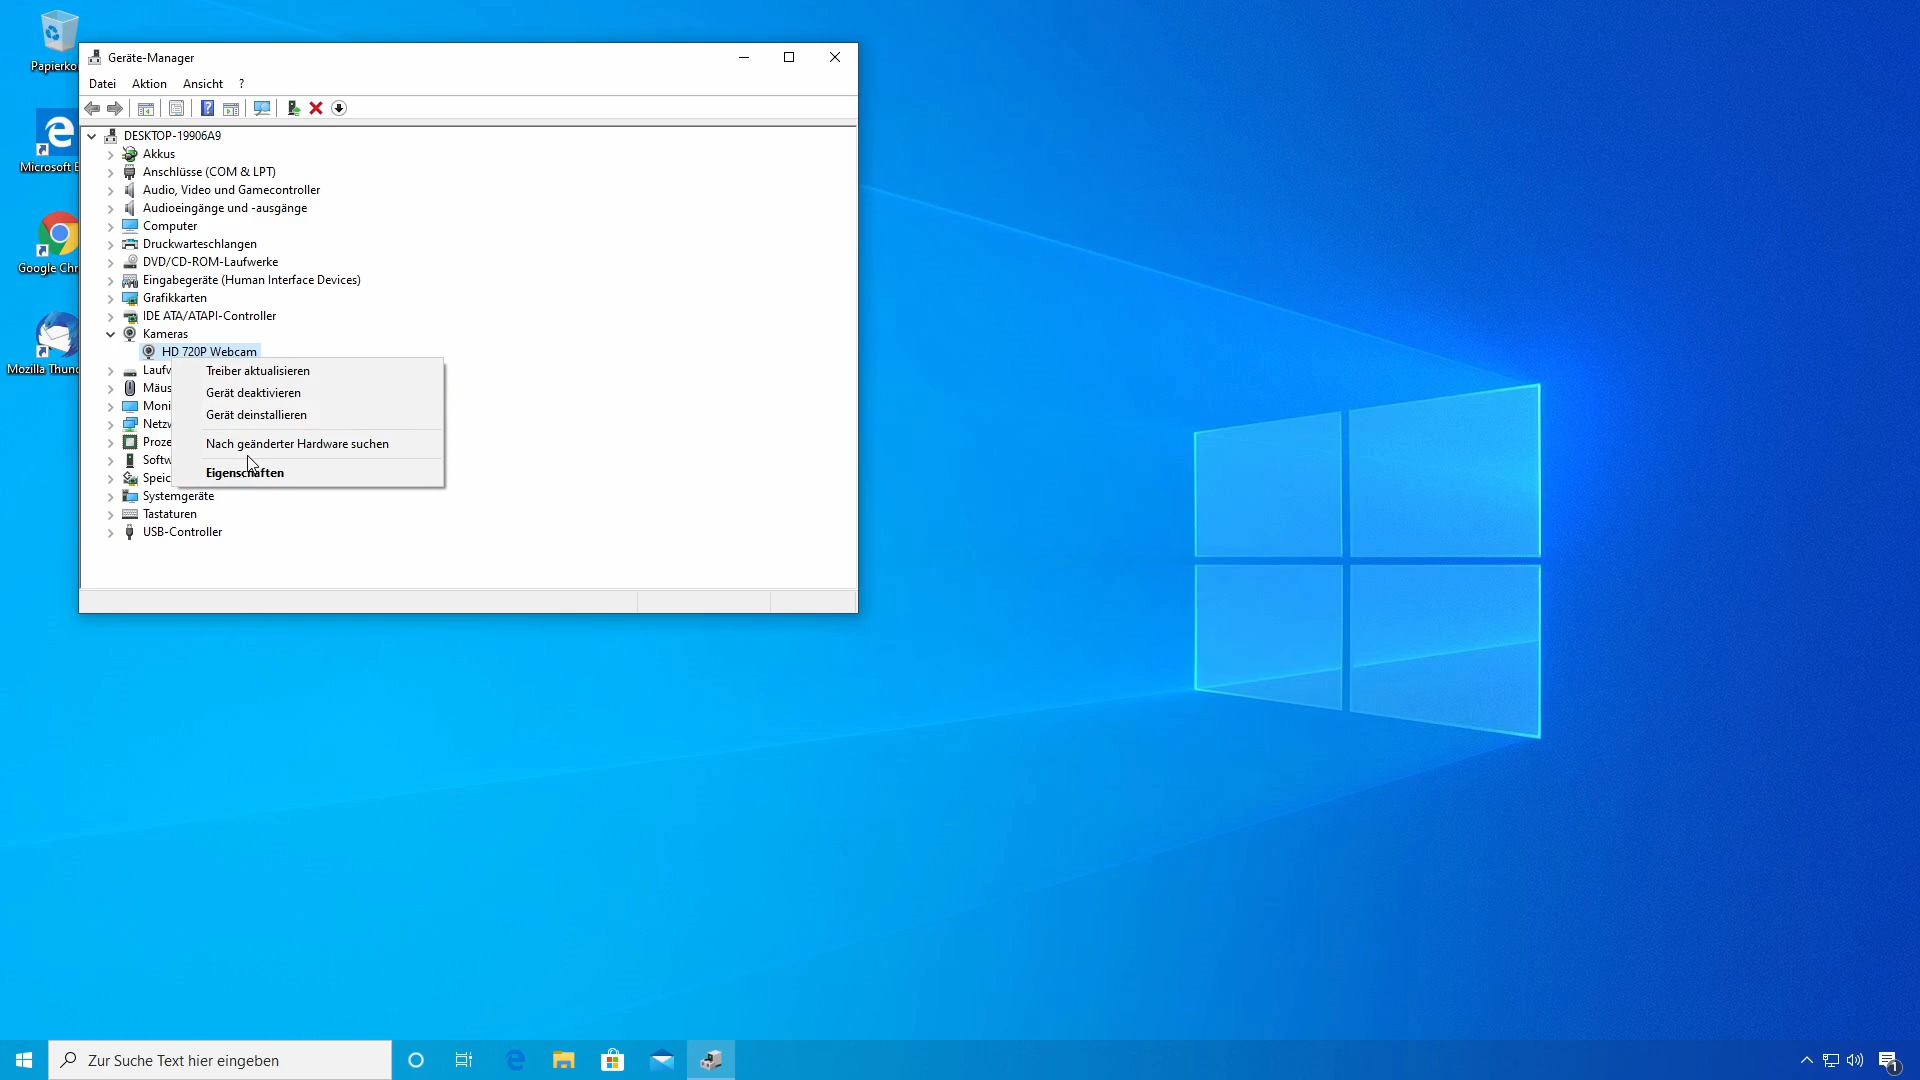 Papierko
Microsoft E
Google Chr
Mozilla Thun
Geräte-Manager
Datei Aktion Ansicht ?
DESKTOP-19906A9
Akkus
Anschlüsse (COM & LPT)
Audio, Video und Gamecontroller
Audioeingänge und -ausgänge
Computer
Druckwarteschlangen
DVD/CD-ROM-Laufwerke
Eingabegeräte (Human Interface Devices)
Grafikkarten
IDE ATA/ATAPI-Controller
Kameras
HD 720P Webcam
Laufw
Mäus
Moni
Netzw
Proze
Softw
Speic
Systemgeräte
Tastaturen
USB-Controller
Treiber aktualisieren
Gerät deaktivieren
Gerät deinstallieren
Nach geänderter Hardware suchen
Eigenschaften
Zur Suche Text hier eingeben
1